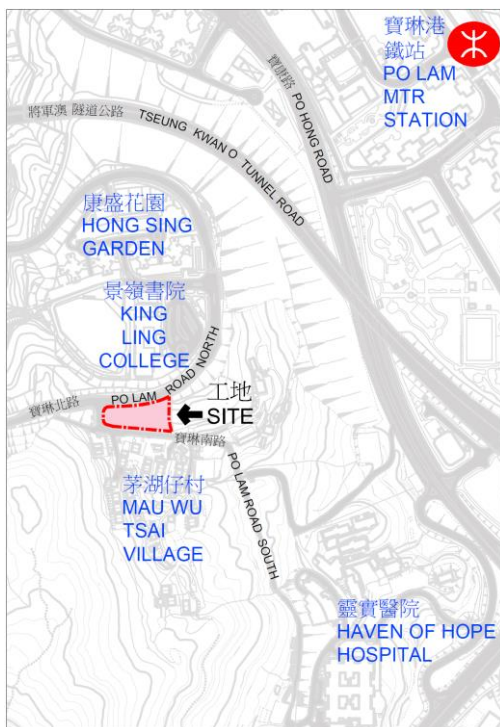 寶琳港
鐵站
PO LAM
MTR
STATION
寶康路 PO HONG ROAD
將軍澳 隧道公路 TSEUNG KWAN O TUNNEL ROAD
康盛花園
HONG SING
GARDEN
景嶺書院
KING
LING
COLLEGE
寶琳北路 PO LAM ROAD NORTH
工地
SITE
寶琳南路 PO LAM ROAD SOUTH
茅湖仔村
MAU WU
TSAI
VILLAGE
靈實醫院
HAVEN OF HOPE
HOSPITAL